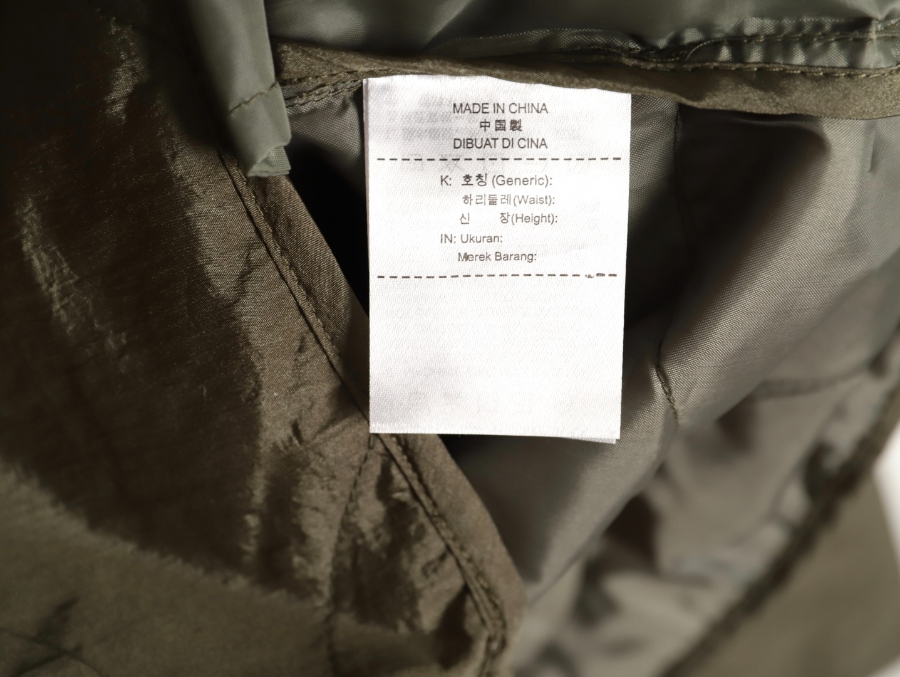 MADE IN CHINA
中国製
DIBUAT DI CINA
K: 호칭 (Generic):
하리둘레(Waist):
신 장(Height):
IN: Ukuran:
Merek Barang: